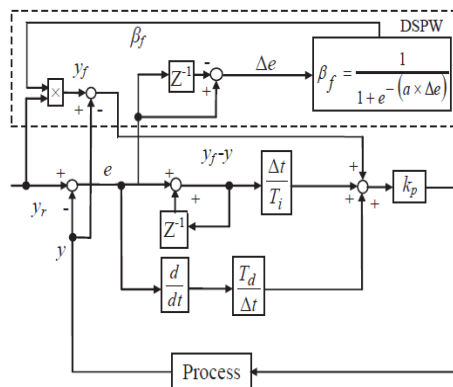 DSPW
β_f
β_f = 1 / 1 + e^-(a × Δe)
Z⁻¹
-
+
Δe
×
y_f
+
-
e
y_f-y
+
+
+
-
y_r
y
+
+
+
Δt / T_i
k_p
Z⁻¹
d / dt
T_d / Δt
Process